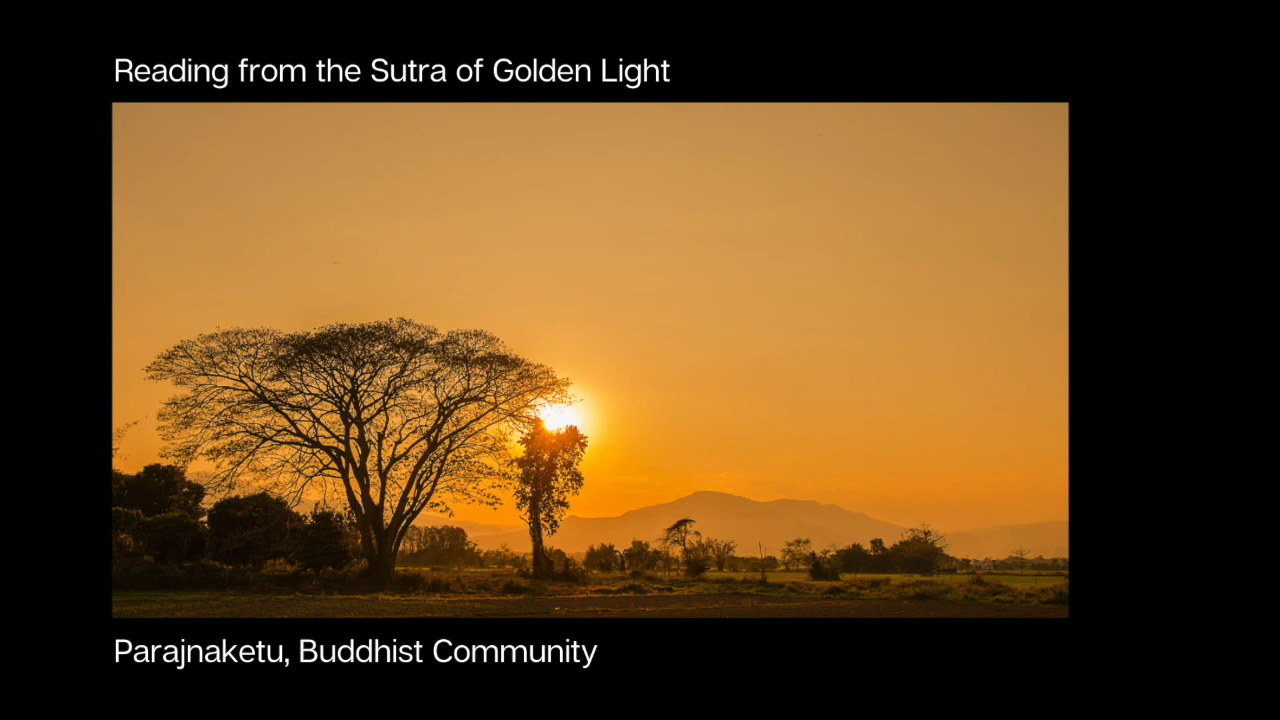 Reading from the Sutra of Golden Light
Parajnaketu, Buddhist Community